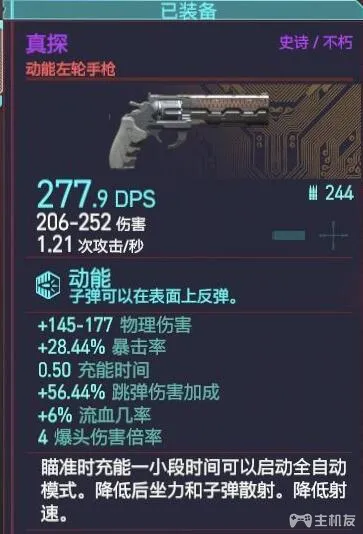 已装备
真探
史诗 / 不朽
动能左轮手枪
277.9 DPS
244
206-252 伤害
1.21 次攻击/秒
动能
子弹可以在表面上反弹。
+145-177 物理伤害
+28.44% 暴击率
0.50 充能时间
+56.44% 跳弹伤害加成
+6% 流血几率
4 爆头伤害倍率
瞄准时充能一小段时间可以启动全自动
模式。降低后坐力和子弹散射。降低射
速。
主机友